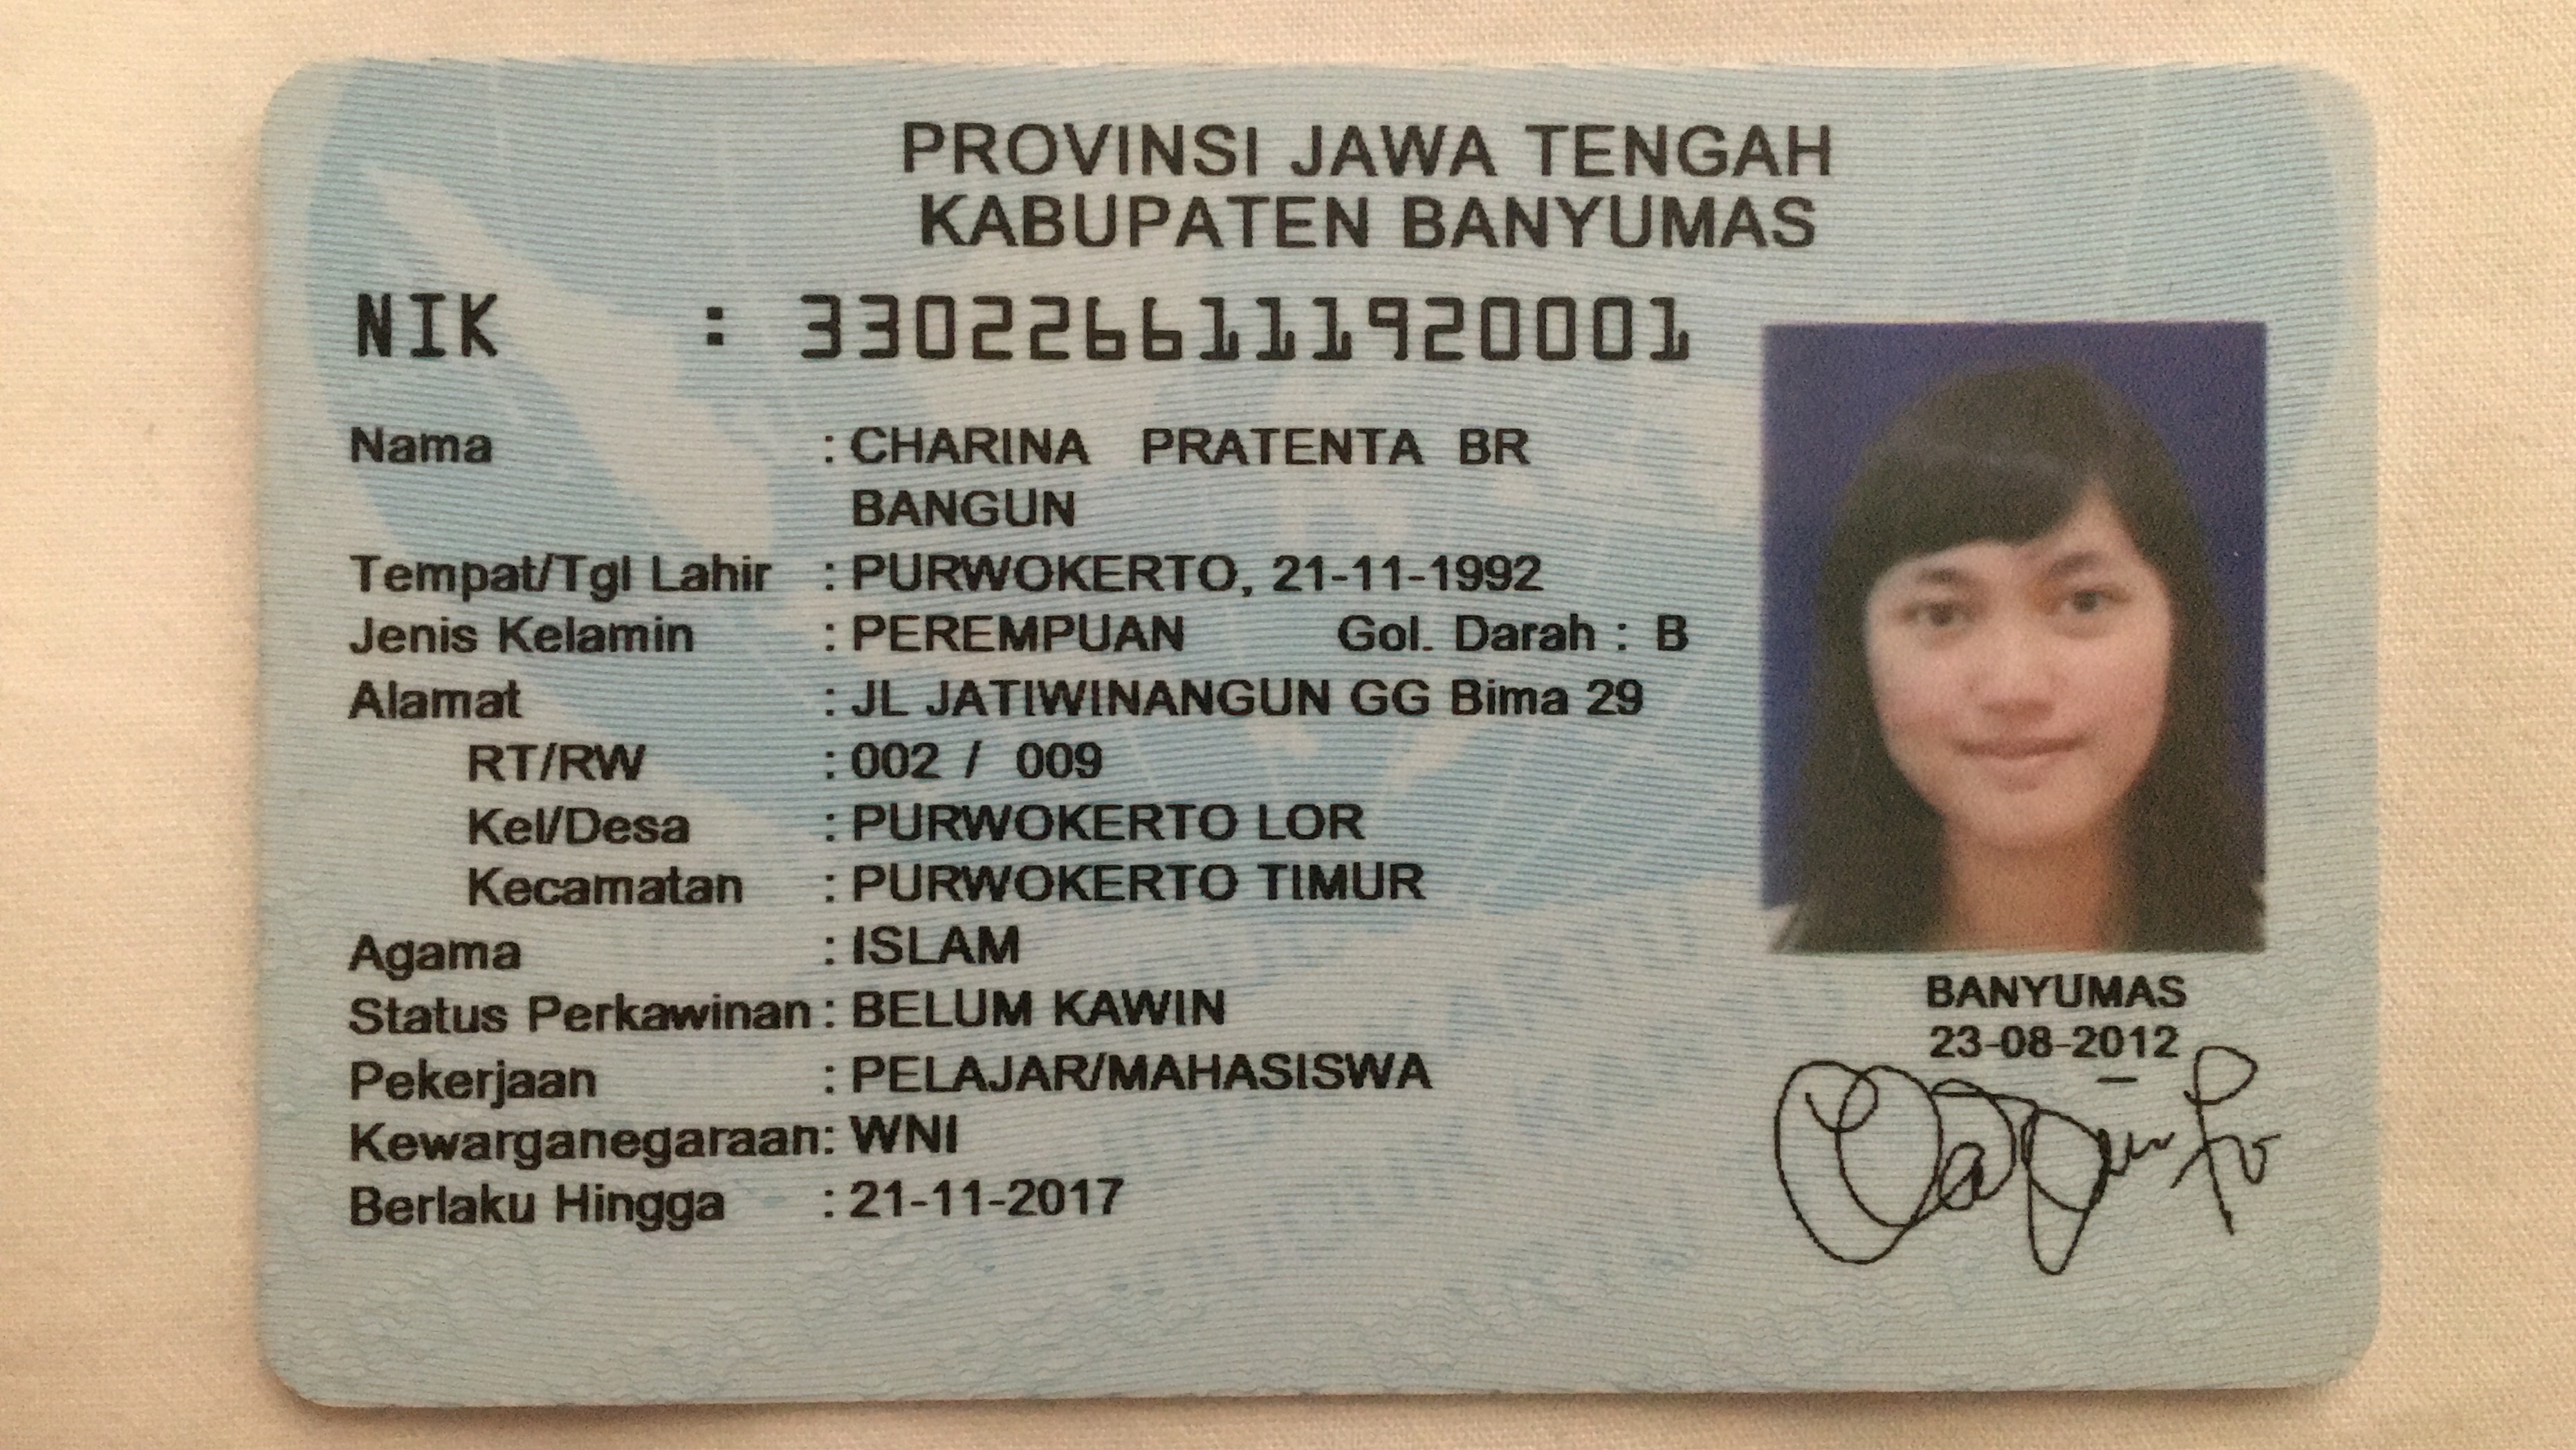 PROVINSI JAWA TENGAH
KABUPATEN BANYUMAS
NIK : 3302266111920001
Nama : CHARINA PRATENTA BR
BANGUN
Tempat/Tgl Lahir : PURWOKERTO, 21-11-1992
Jenis Kelamin : PEREMPUAN Gol. Darah : B
Alamat : JL JATIWINANGUN GG Bima 29
RT/RW : 002 / 009
Kel/Desa : PURWOKERTO LOR
Kecamatan : PURWOKERTO TIMUR
Agama : ISLAM
Status Perkawinan : BELUM KAWIN
Pekerjaan : PELAJAR/MAHASISWA
Kewarganegaraan: WNI
Berlaku Hingga : 21-11-2017
BANYUMAS
23-08-2012